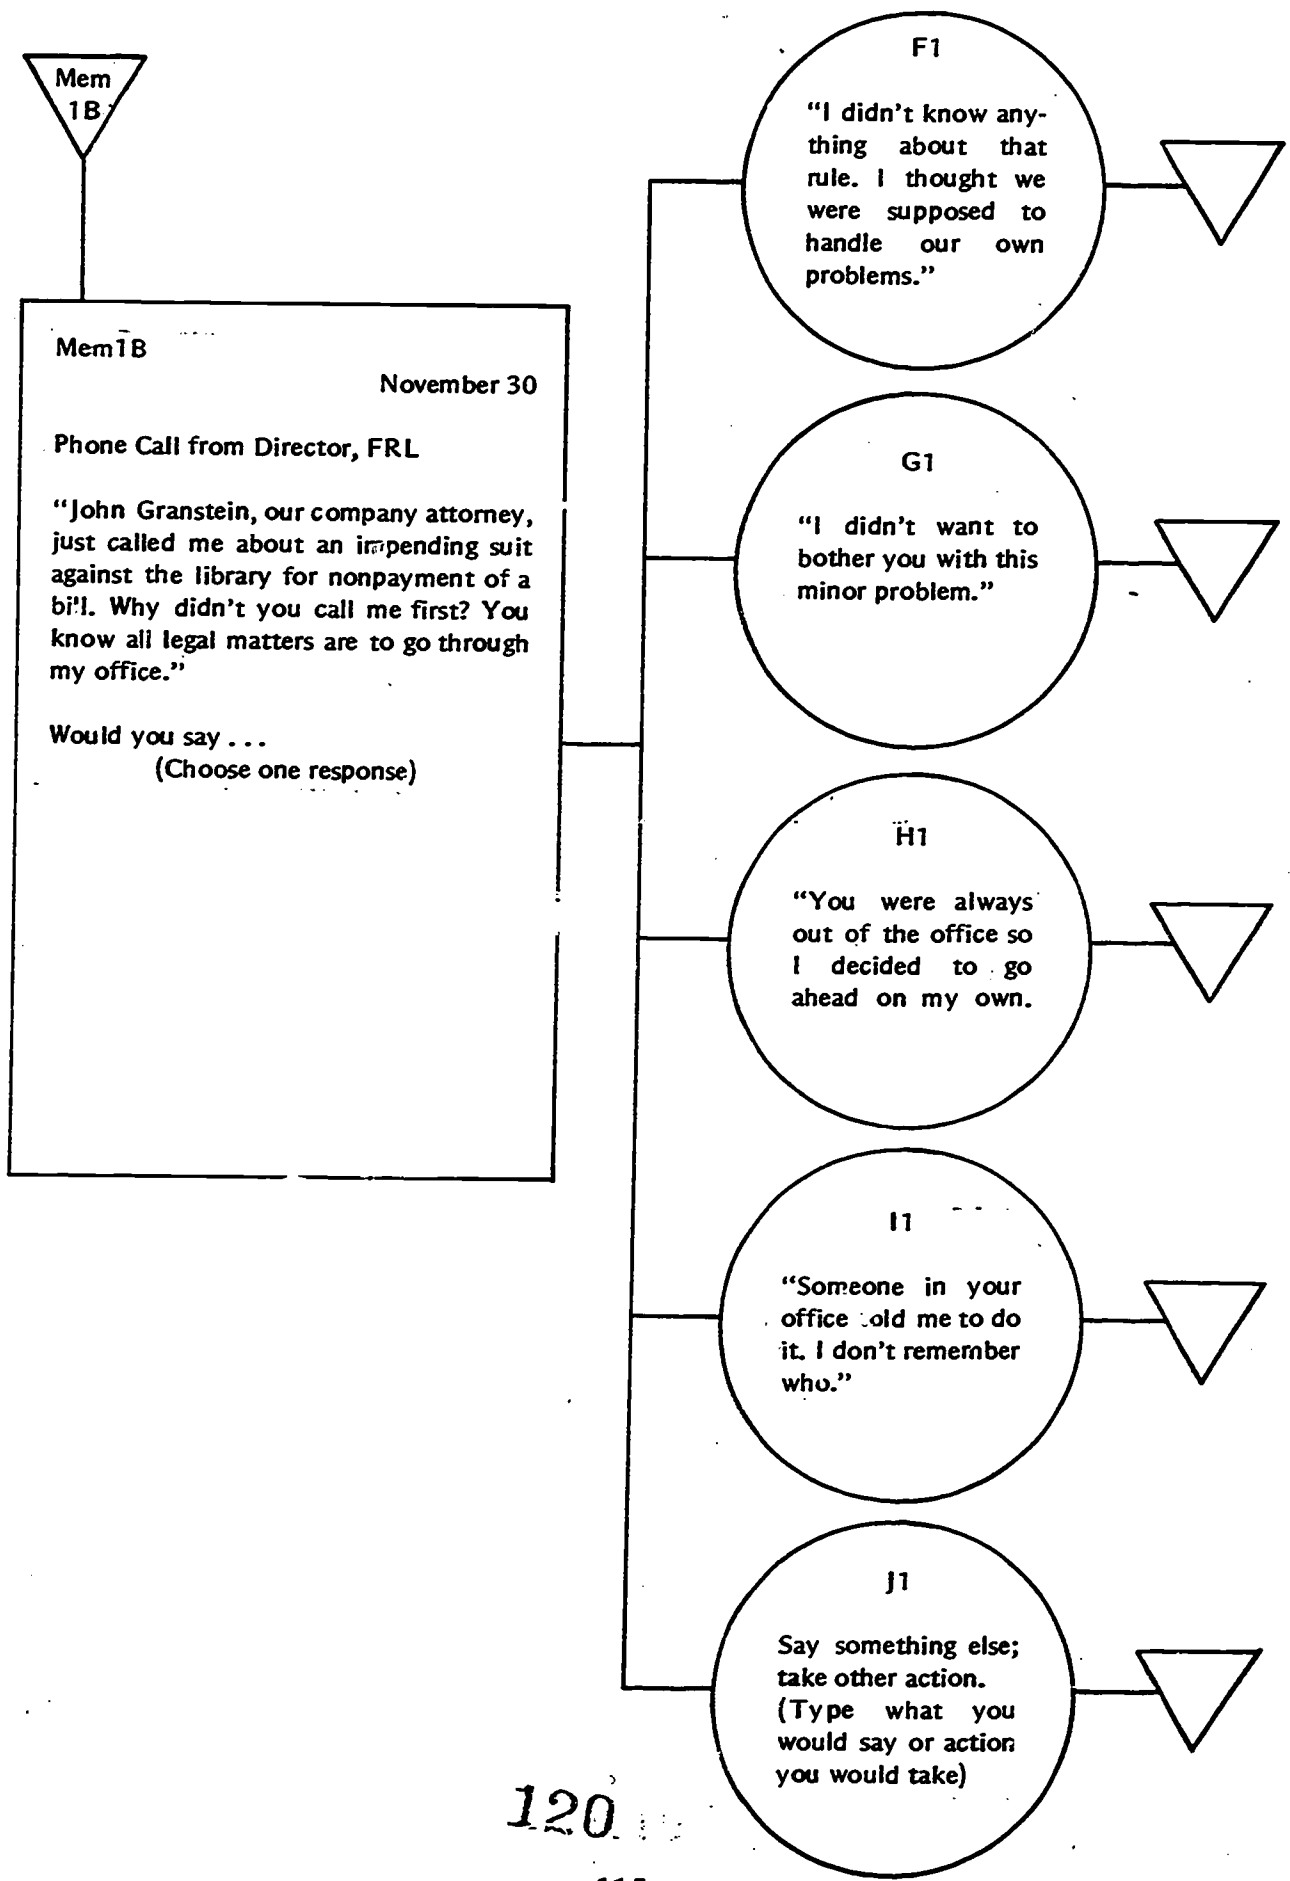 Mem
1B
Mem1B
November 30
Phone Call from Director, FRL
“John Granstein, our company attorney,
just called me about an impending suit
against the library for nonpayment of a
bill. Why didn’t you call me first? You
know all legal matters are to go through
my office.”
Would you say . . .
(Choose one response)
F1
“I didn’t know any-
thing about that
rule. I thought we
were supposed to
handle our own
problems.”
G1
“I didn’t want to
bother you with this
minor problem.”
H1
“You were always
out of the office so
I decided to go
ahead on my own.
I1
“Someone in your
office told me to do
it. I don’t remember
who.”
J1
Say something else;
take other action.
(Type what you
would say or action
you would take)
120